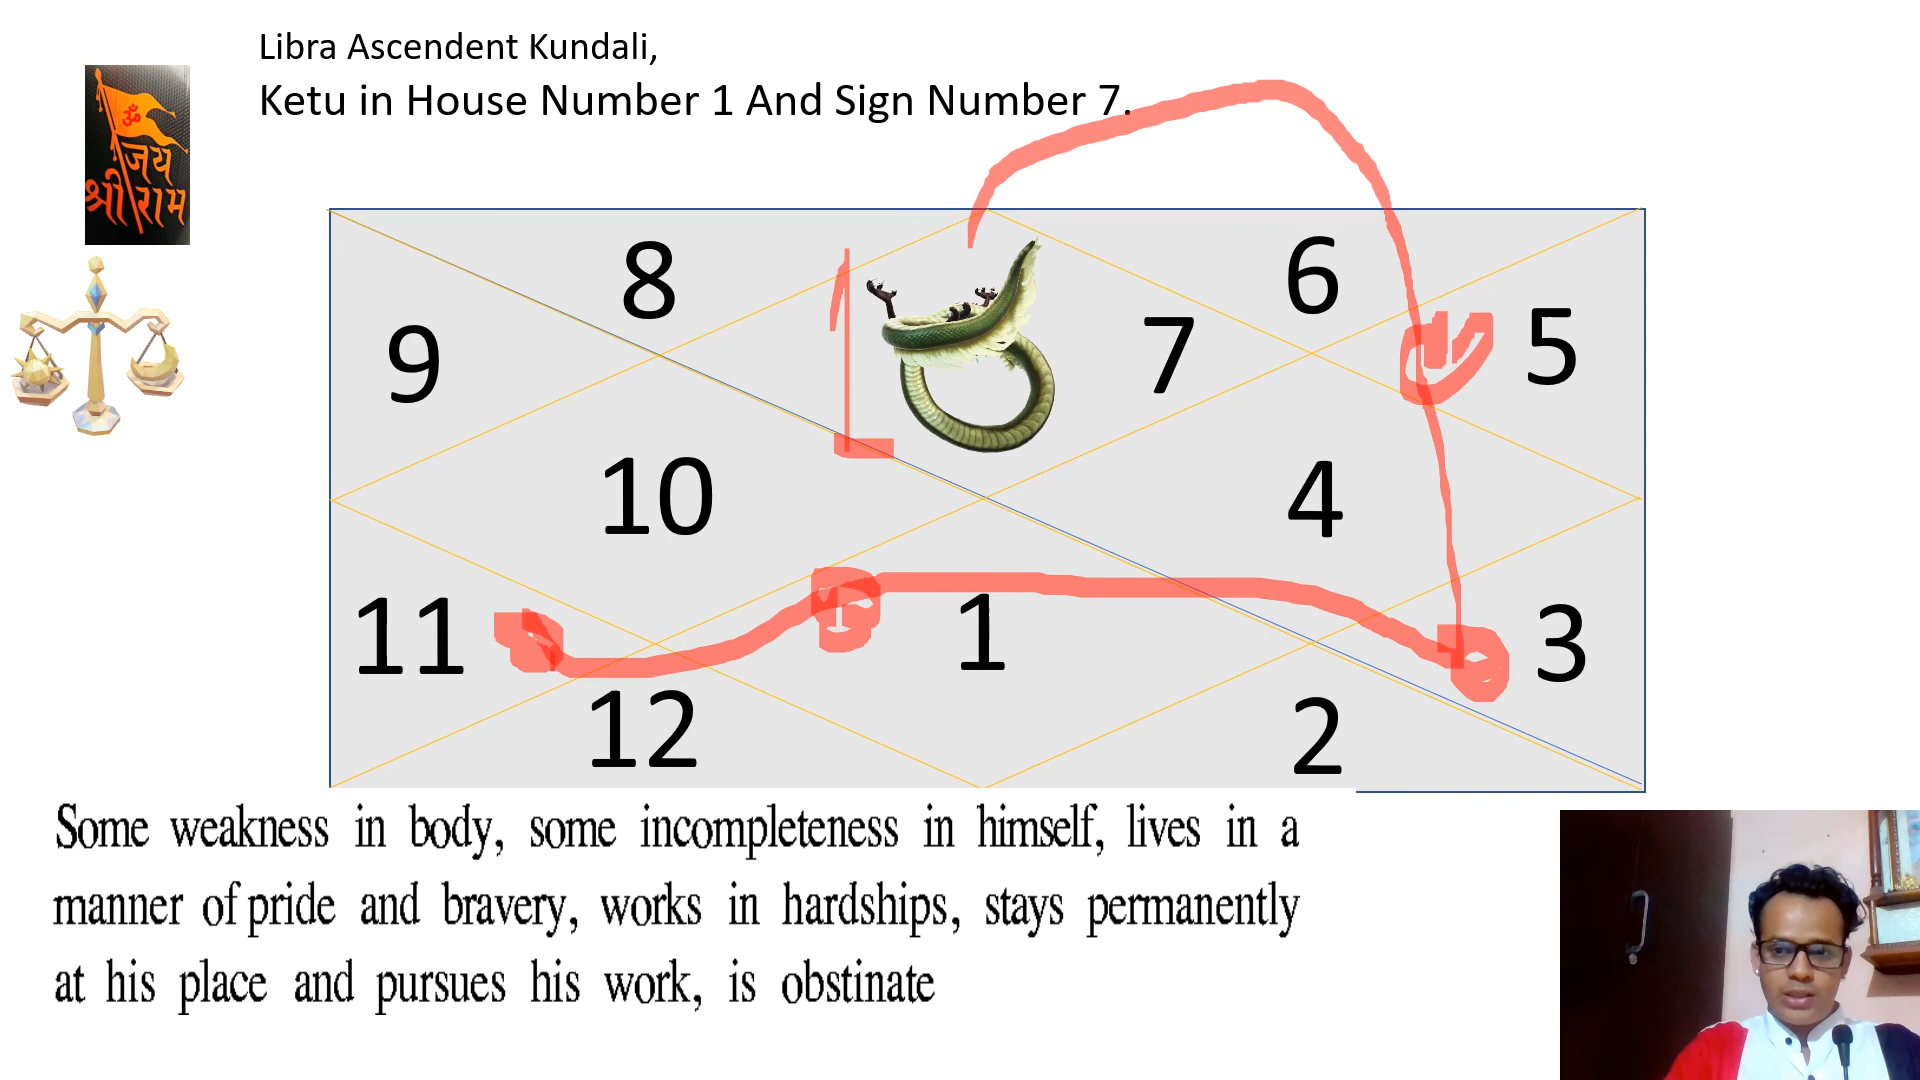 Libra Ascendent Kundali,
Ketu in House Number 1 And Sign Number 7.
ॐ
जय
श्री राम
8
6
9
7
5
10
4
11
1
3
12
2
Some weakness in body, some incompleteness in himself, lives in a
manner of pride and bravery, works in hardships, stays permanently
at his place and pursues his work, is obstinate